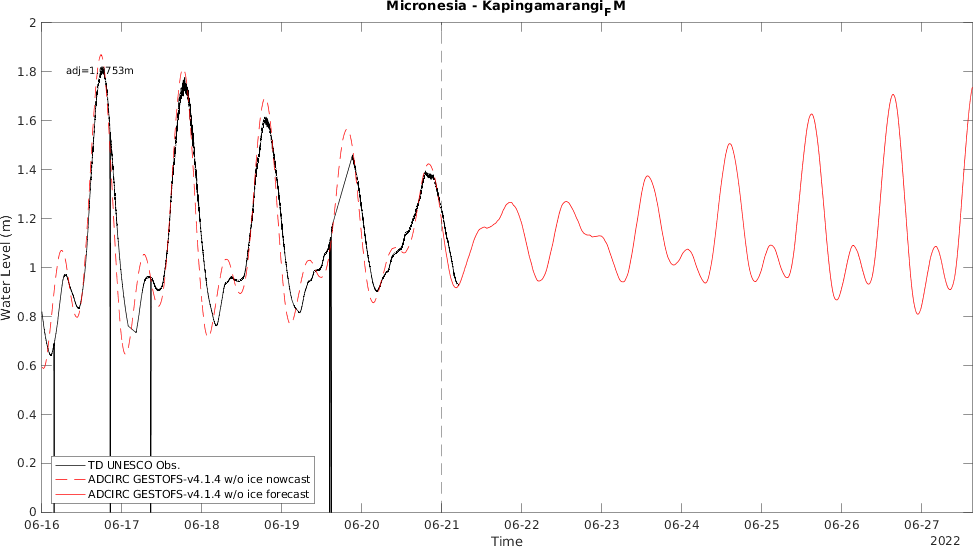 Micronesia - KapingamarangiFM
2
1.8
1.6
1.4
1.2
1
0.8
0.6
0.4
0.2
0
Water Level (m)
TD UNESCO Obs.
ADCIRC GESTOFS-v4.1.4 w/o ice nowcast
ADCIRC GESTOFS-v4.1.4 w/o ice forecast
06-16 06-17 06-18 06-19 06-20 06-21 06-22 06-23 06-24 06-25 06-26 06-27
Time
2022